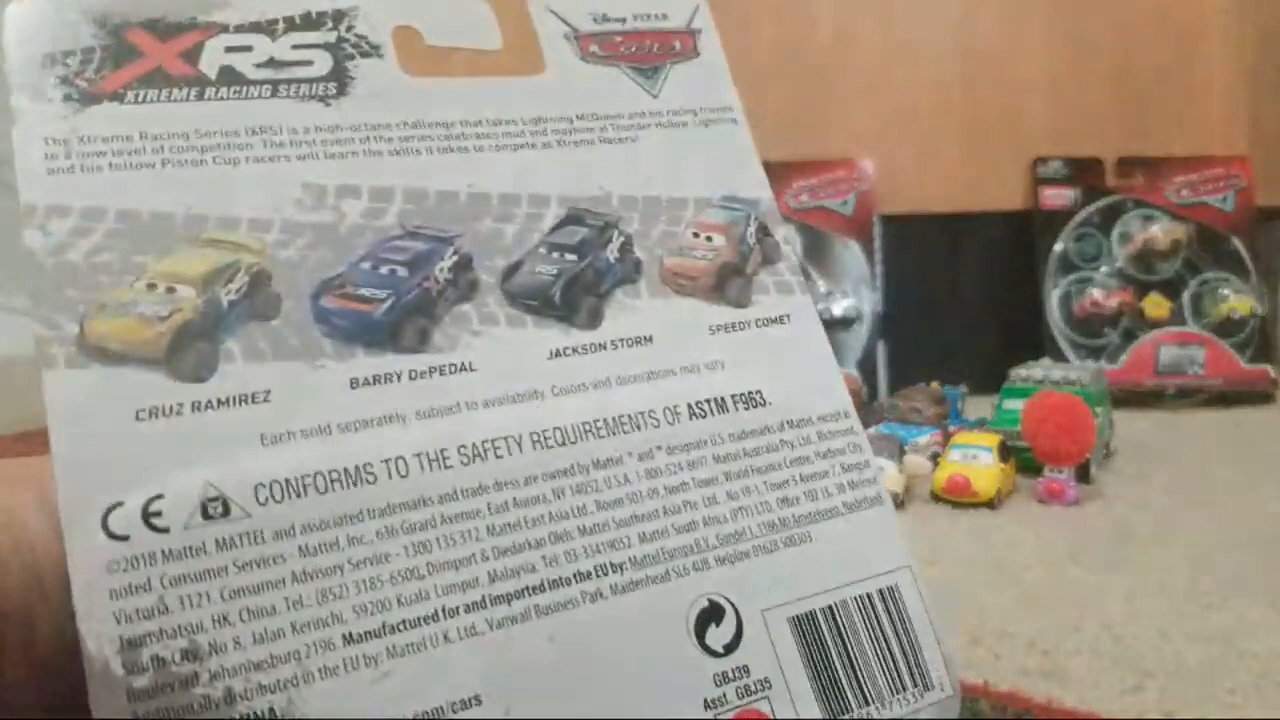 XRS
XTREME RACING SERIES
Disney PIXAR
Cars
The Xtreme Racing Series (XRS) is a high-octane challenge that takes Lightning McQueen and his racing friends
to a new level of competition. The first event of the series celebrates mud and mayhem at Thunder Hollow. Lightning
and his fellow Piston Cup racers will learn the skills it takes to compete as Xtreme Racers!
CRUZ RAMIREZ
BARRY DePEDAL
JACKSON STORM
SPEEDY COMET
Each sold separately, subject to availability. Colors and decorations may vary
CE
CONFORMS TO THE SAFETY REQUIREMENTS OF ASTM F963.
©2018 Mattel. MATTEL and associated trademarks and trade dress are owned by Mattel. ™ and ™ designate U.S. trademarks of Mattel, except as
noted. Consumer Services - Mattel, Inc., 636 Girard Avenue, East Aurora, NY 14052, U.S.A. 1-800-524-8697. Mattel Australia Pty. Ltd., Richmond,
Victoria. 3121. Consumer Advisory Service - 1300 135 312. Mattel East Asia Ltd., Room 503-09, North Tower, World Finance Centre, Harbour City,
Tsimshatsui, HK, China. Tel.: (852) 3185-6500. Diimport & Diedarkan Oleh: Mattel Southeast Asia Pte. Ltd., No 19-1, Tower 3 Avenue 7, Bangsar
South City, No 8, Jalan Kerinchi, 59200 Kuala Lumpur, Malaysia. Tel: 03-33419052. Mattel South Africa (PTY) LTD, Office 102 I3, 30 Melrose
Boulevard, Johannesburg 2196. Manufactured for and imported into the EU by: Mattel Europa B.V., Gondel 1, 1186 MJ Amstelveen, Nederland.
Additionally distributed in the EU by: Mattel U.K. Ltd., Vanwall Business Park, Maidenhead SL6 4UB. Helpline 01628 500303
com/cars
GBJ39
Asst. GBJ35